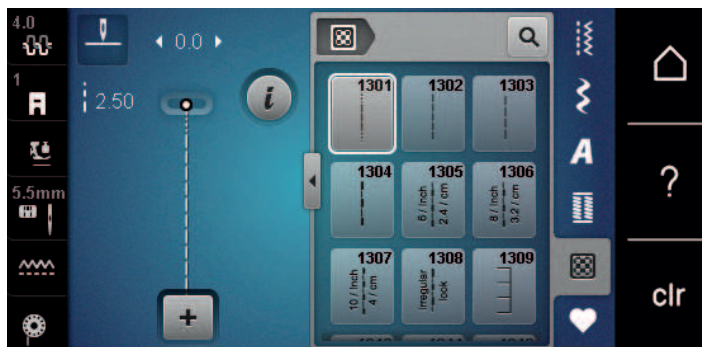 4.0
0.0
1
2.50
i
5.5mm
1301
1302
1303
1304
1305
6 / Inch
2.4 / cm
1306
8 / Inch
3.2 / cm
1307
10 / Inch
4 / cm
1308
Irregular
look
1309
A
?
clr